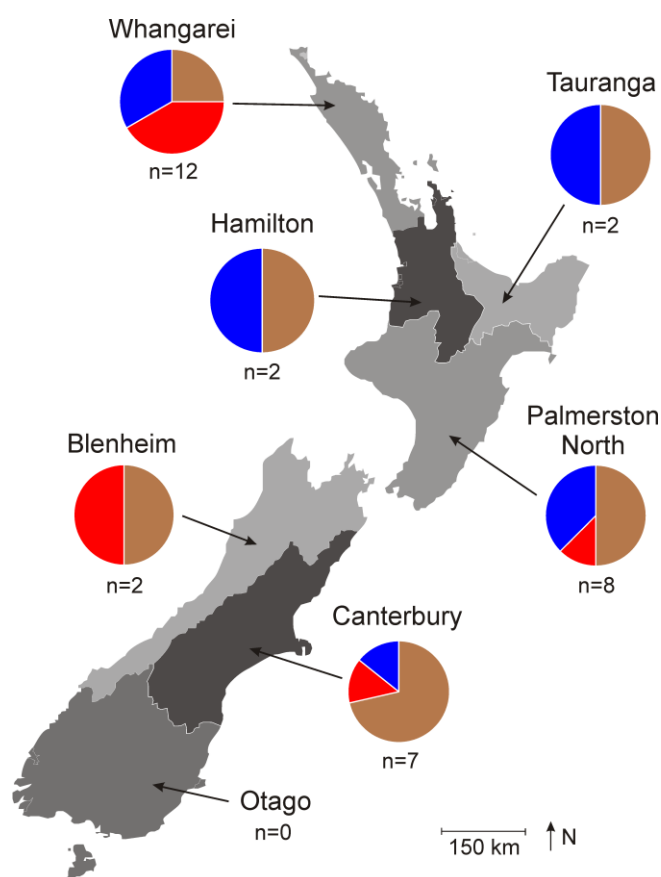 Whangarei
n=12
Tauranga
n=2
Hamilton
n=2
Palmerston
North
n=8
Blenheim
n=2
Canterbury
n=7
Otago
n=0
150 km
N